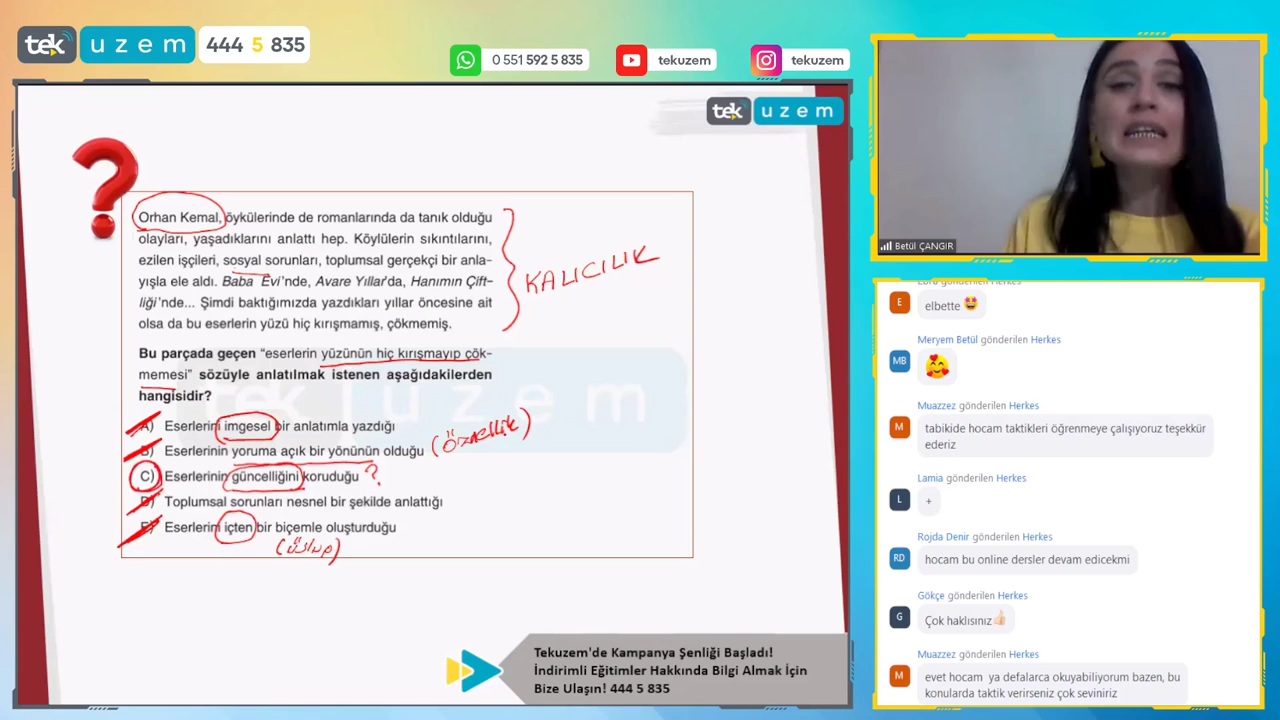 tek uzem 444 5 835
0 551 592 5 835 tekuzem tekuzem
tek uzem
Orhan Kemal, öykülerinde de romanlarında da tanık olduğu
olayları, yaşadıklarını anlattı hep. Köylülerin sıkıntılarını,
ezilen işçileri, sosyal sorunları, toplumsal gerçekçi bir anla-
yışla ele aldı. Baba Evi'nde, Avare Yıllar'da, Hanımın Çift-
liği'nde... Şimdi baktığımızda yazdıkları yıllar öncesine ait
olsa da bu eserlerin yüzü hiç kırışmamış, çökmemiş.
KALICILIK
Bu parçada geçen "eserlerin yüzünün hiç kırışmayıp çök-
memesi" sözüyle anlatılmak istenen aşağıdakilerden
hangisidir?
A) Eserlerini imgesel bir anlatımla yazdığı
B) Eserlerinin yoruma açık bir yönünün olduğu (öznellik)
C) Eserlerinin güncelliğini koruduğu ?
D) Toplumsal sorunları nesnel bir şekilde anlattığı
E) Eserlerini içten bir biçemle oluşturduğu
(üslup)
tek uzem
Tekuzem'de Kampanya Şenliği Başladı!
İndirimli Eğitimler Hakkında Bilgi Almak İçin
Bize Ulaşın! 444 5 835
Betül ÇANGIR
Ebru gönderilen Herkes
E elbette
Meryem Betül gönderilen Herkes
MB
Muazzez gönderilen Herkes
M tabikide hocam taktikleri öğrenmeye çalışıyoruz teşekkür
ederiz
Lamia gönderilen Herkes
L +
Rojda Denir gönderilen Herkes
RD hocam bu online dersler devam edicekmi
Gökçe gönderilen Herkes
G Çok haklısınız
Muazzez gönderilen Herkes
M evet hocam ya defalarca okuyabiliyorum bazen, bu
konularda taktik verirseniz çok seviniriz